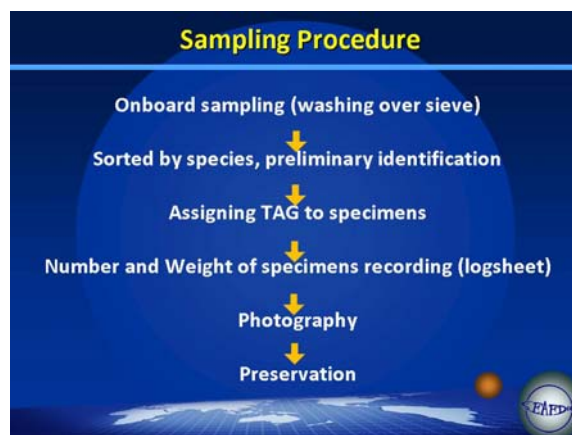 Sampling Procedure
Onboard sampling (washing over sieve)
Sorted by species, preliminary identification
Assigning TAG to specimens
Number and Weight of specimens recording (logsheet)
Photography
Preservation